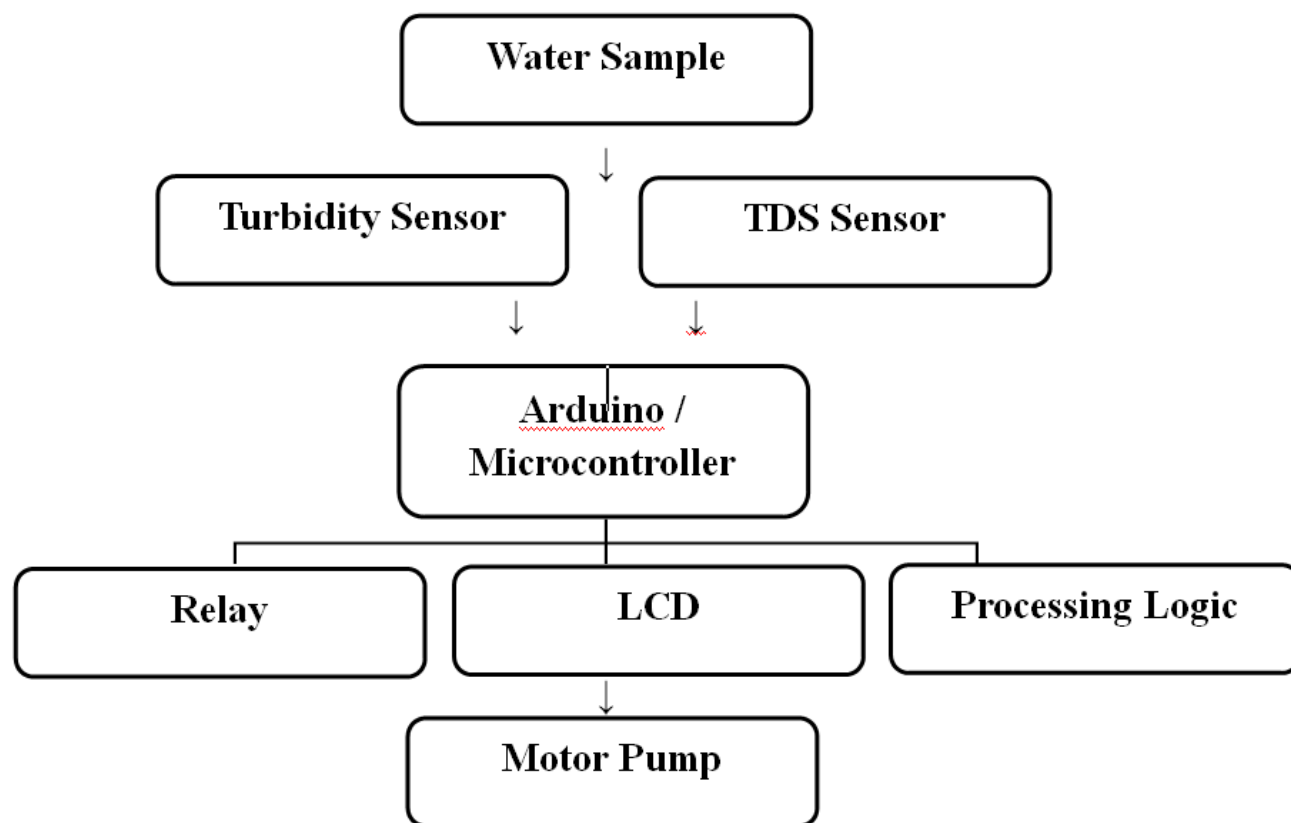 Water Sample
Turbidity Sensor
TDS Sensor
Arduino /
Microcontroller
Relay
LCD
Processing Logic
Motor Pump